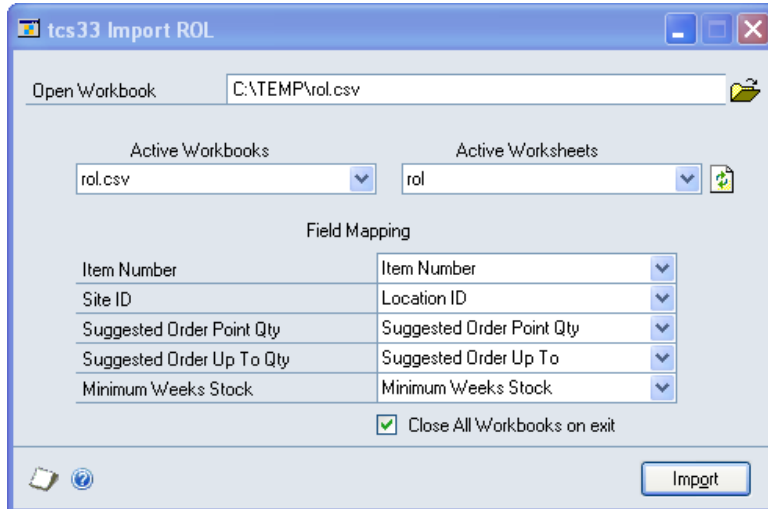 tcs33 Import ROL
Open Workbook C:\TEMP\rol.csv
Active Workbooks Active Worksheets
rol.csv rol
Field Mapping
Item Number Item Number
Site ID Location ID
Suggested Order Point Qty Suggested Order Point Qty
Suggested Order Up To Qty Suggested Order Up To
Minimum Weeks Stock Minimum Weeks Stock
Close All Workbooks on exit
Import